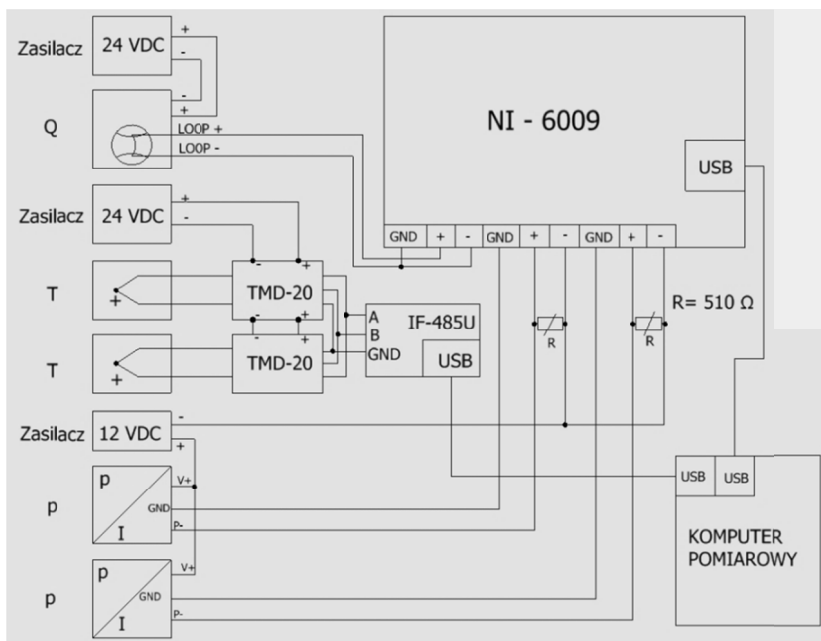 Zasilacz 24 VDC + -
NI - 6009
USB
Q - +
LOOP +
LOOP -
Zasilacz 24 VDC + -
GND + - GND + - GND + -
T + - + TMD-20
- +
T + TMD-20
A IF-485U
B
GND USB
R R
R= 510 Ω
Zasilacz 12 VDC - +
p p I V+ GND P-
p p I V+ GND P-
USB USB
KOMPUTER
POMIAROWY